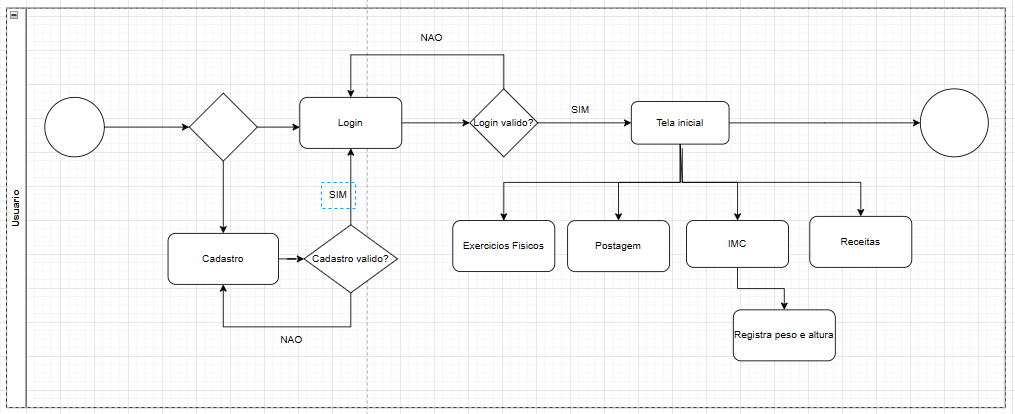 Usuario
NAO
Login
Login valido?
SIM
Tela inicial
SIM
Cadastro
Cadastro valido?
NAO
Exercicios Fisicos
Postagem
IMC
Receitas
Registra peso e altura